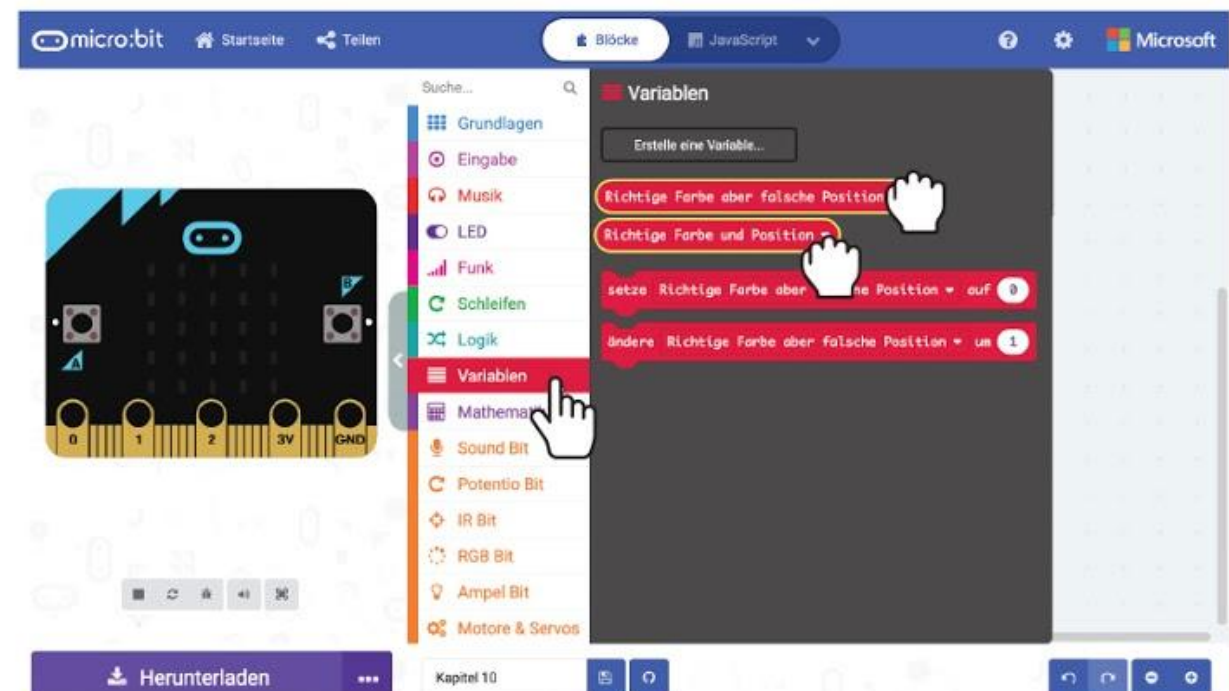 micro:bit Startseite Teilen Blöcke JavaScript Microsoft
Suche...
Grundlagen
Eingabe
Musik
LED
Funk
Schleifen
Logik
Variablen
Mathemati
Sound Bit
Potentio Bit
IR Bit
RGB Bit
Ampel Bit
Motore & Servos
Variablen
Erstelle eine Variable...
Richtige Farbe aber falsche Position
Richtige Farbe und Position
setze Richtige Farbe aber he Position auf 0
ändere Richtige Farbe aber falsche Position um 1
B
A
0 1 2 3V GND
Herunterladen ...
Kapitel 10